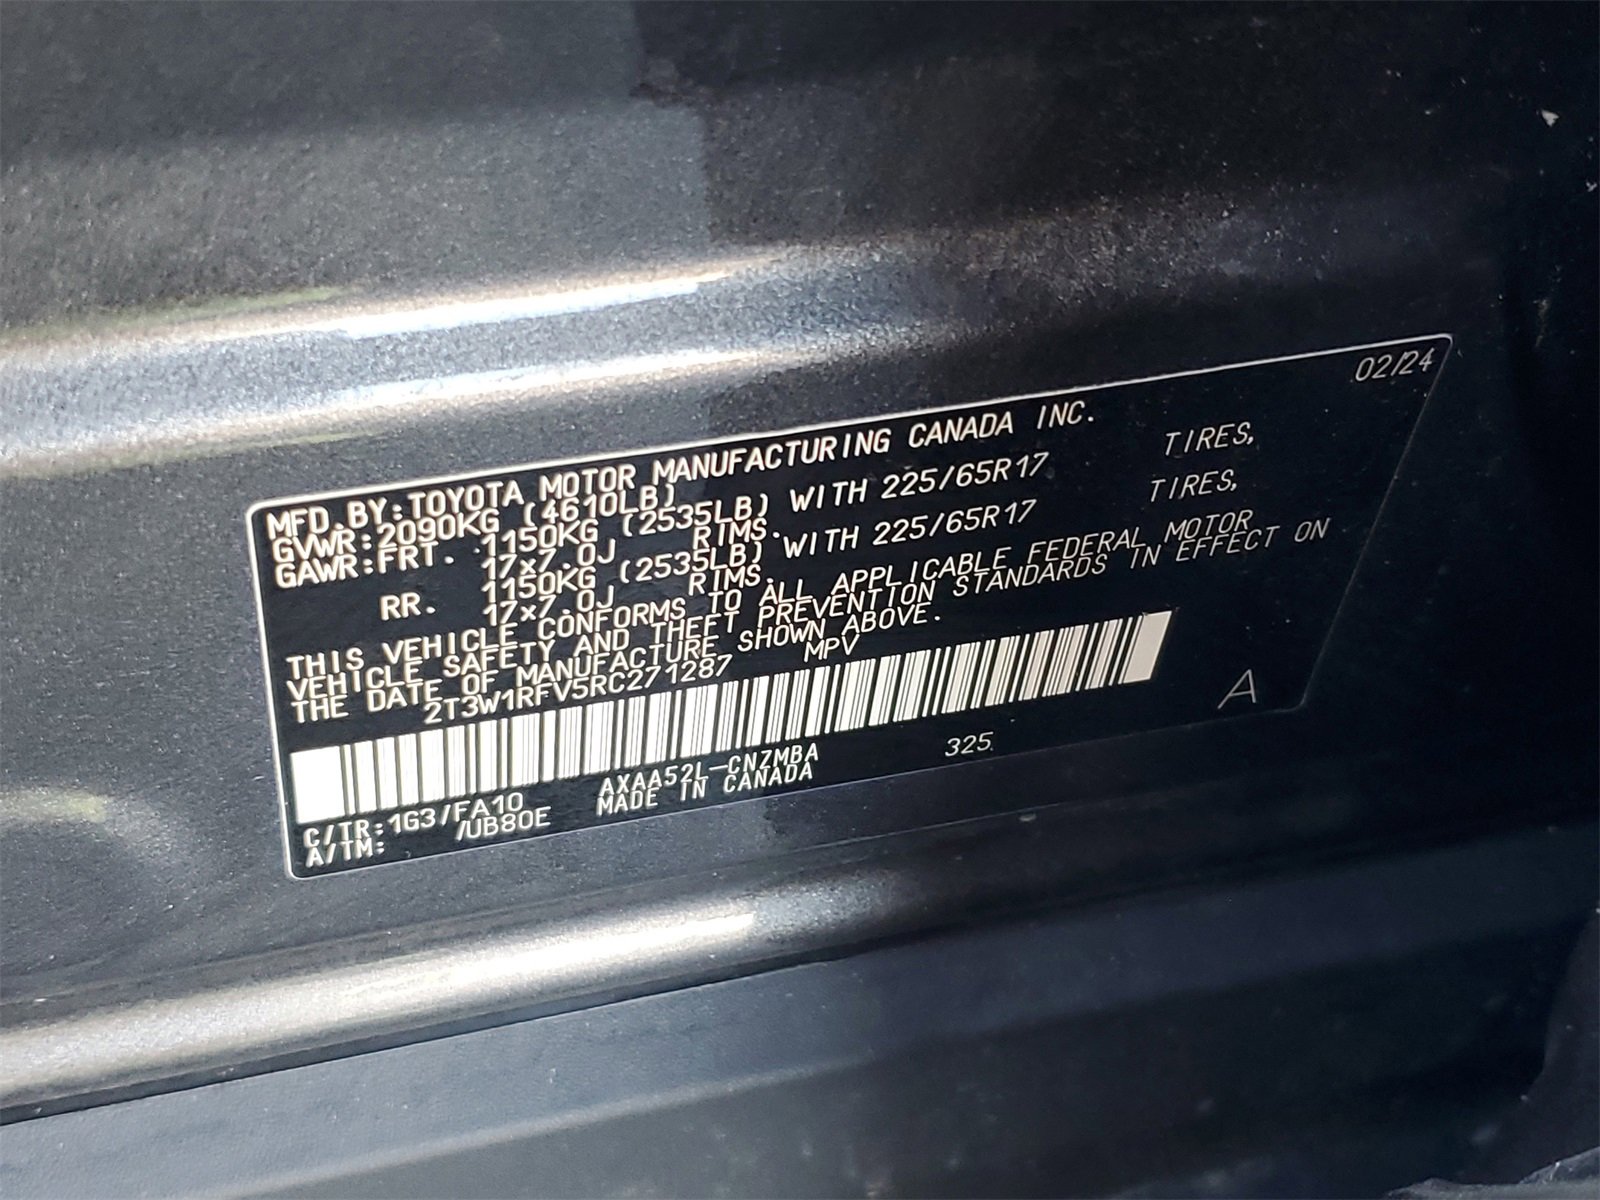 02/24
MFD.BY:TOYOTA MOTOR MANUFACTURING CANADA INC.
GVWR:2090KG (4610LB)
GAWR:FRT. 1150KG (2535LB) WITH 225/65R17 TIRES,
17x7.0J RIMS.
RR. 1150KG (2535LB) WITH 225/65R17 TIRES,
17x7.0J RIMS.
THIS VEHICLE CONFORMS TO ALL APPLICABLE FEDERAL MOTOR
VEHICLE SAFETY AND THEFT PREVENTION STANDARDS IN EFFECT ON
THE DATE OF MANUFACTURE SHOWN ABOVE.
2T3W1RFV5RC271287 MPV
A
C/TR:1G3/FA10 AXAA52L-CNZMBA 325
A/TM: /UB80E MADE IN CANADA